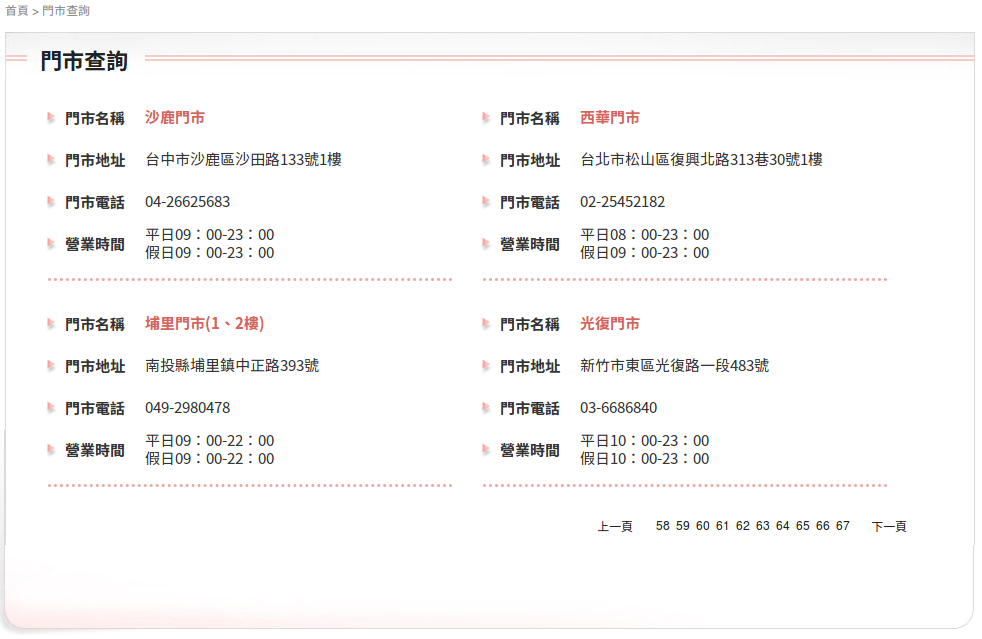 首頁 > 門市查詢
門市查詢
門市名稱 沙鹿門市
門市地址 台中市沙鹿區沙田路133號1樓
門市電話 04-26625683
營業時間 平日09：00-23：00
假日09：00-23：00
門市名稱 西華門市
門市地址 台北市松山區復興北路313巷30號1樓
門市電話 02-25452182
營業時間 平日08：00-23：00
假日09：00-23：00
門市名稱 埔里門市(1、2樓)
門市地址 南投縣埔里鎮中正路393號
門市電話 049-2980478
營業時間 平日09：00-22：00
假日09：00-22：00
門市名稱 光復門市
門市地址 新竹市東區光復路一段483號
門市電話 03-6686840
營業時間 平日10：00-23：00
假日10：00-23：00
上一頁 58 59 60 61 62 63 64 65 66 67 下一頁